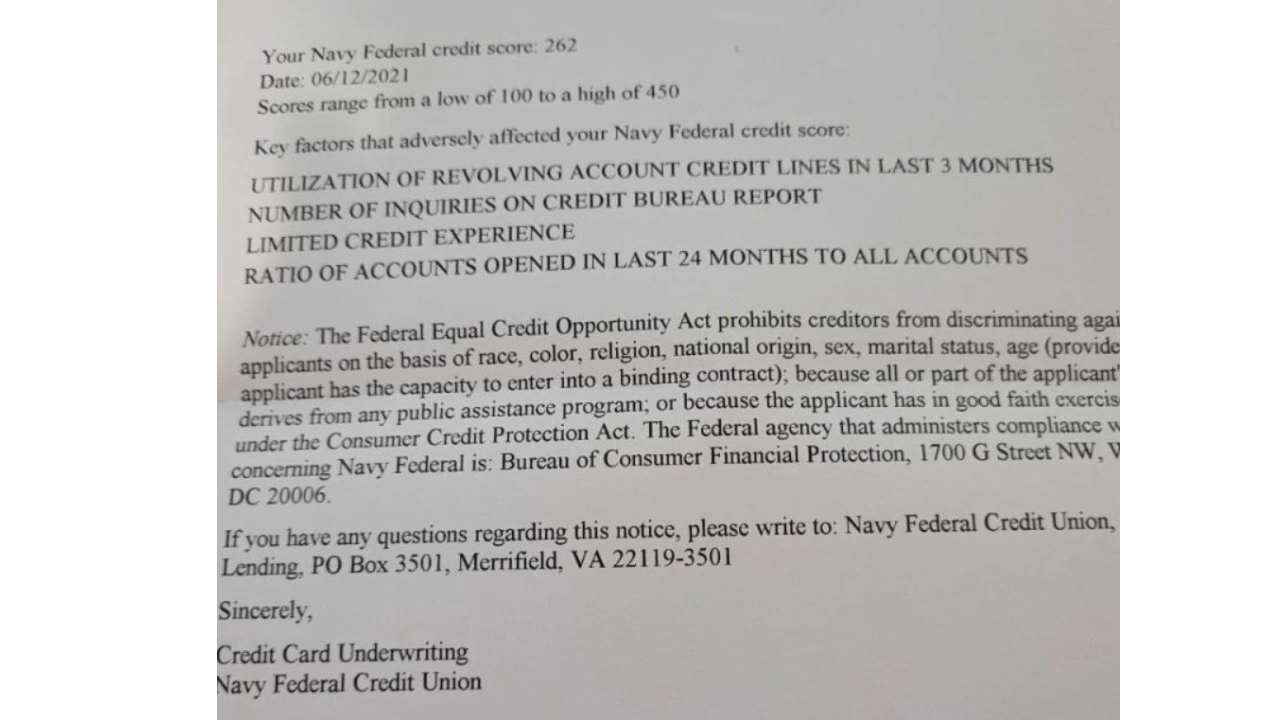 Your Navy Federal credit score: 262
Date: 06/12/2021
Scores range from a low of 100 to a high of 450
Key factors that adversely affected your Navy Federal credit score:
UTILIZATION OF REVOLVING ACCOUNT CREDIT LINES IN LAST 3 MONTHS
NUMBER OF INQUIRIES ON CREDIT BUREAU REPORT
LIMITED CREDIT EXPERIENCE
RATIO OF ACCOUNTS OPENED IN LAST 24 MONTHS TO ALL ACCOUNTS
Notice: The Federal Equal Credit Opportunity Act prohibits creditors from discriminating agai
applicants on the basis of race, color, religion, national origin, sex, marital status, age (provide
applicant has the capacity to enter into a binding contract); because all or part of the applicant'
derives from any public assistance program; or because the applicant has in good faith exercis
under the Consumer Credit Protection Act. The Federal agency that administers compliance w
concerning Navy Federal is: Bureau of Consumer Financial Protection, 1700 G Street NW,
DC 20006.
If you have any questions regarding this notice, please write to: Navy Federal Credit Union,
Lending, PO Box 3501, Merrifield, VA 22119-3501
Sincerely,
Credit Card Underwriting
Navy Federal Credit Union